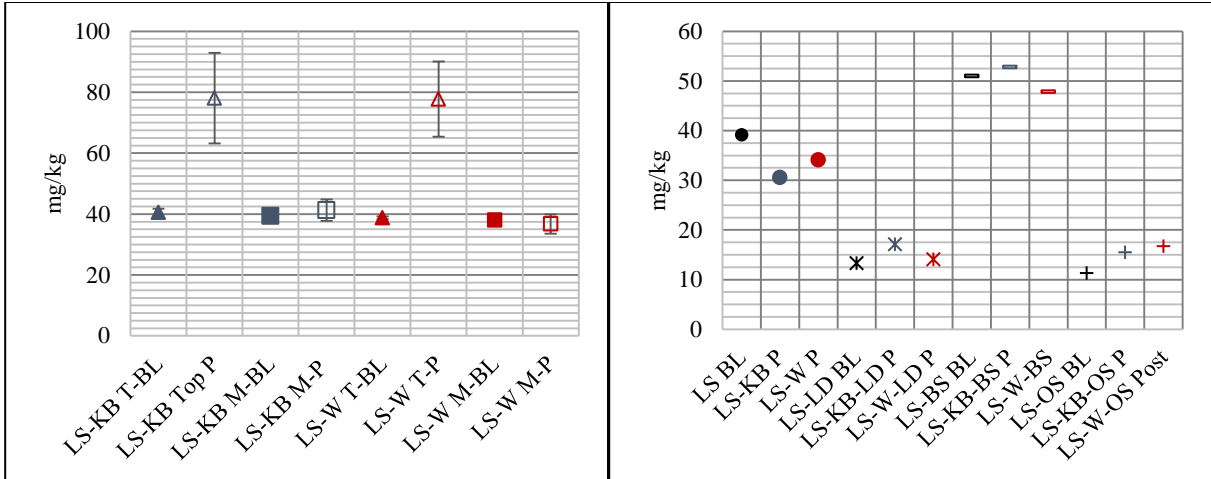 100
80
60
40
20
0
mg/kg
LS-KB T-BL
LS-KB Top P
LS-KB M-BL
LS-KB M-P
LS-W T-BL
LS-W T-P
LS-W M-BL
LS-W M-P
60
50
40
30
20
10
0
mg/kg
LS BL
LS-KB P
LS-W P
LS-LD BL
LS-KB-LD P
LS-W-LD P
LS-BS BL
LS-KB-BS P
LS-W-BS
LS-OS BL
LS-KB-OS P
LS-W-OS Post